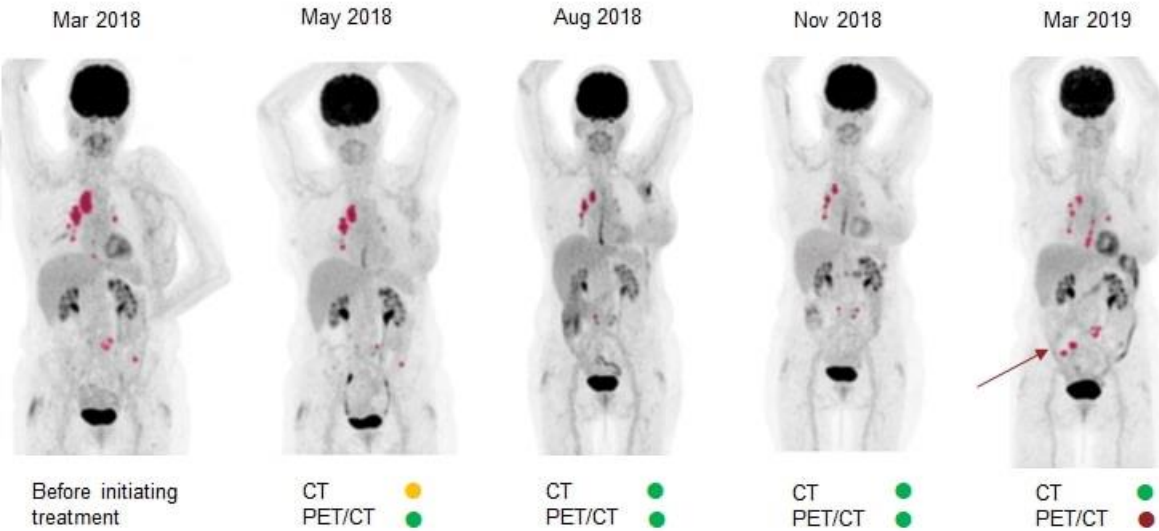 Mar 2018
May 2018
Aug 2018
Nov 2018
Mar 2019
Before initiating
treatment
CT
PET/CT
CT
PET/CT
CT
PET/CT
CT
PET/CT